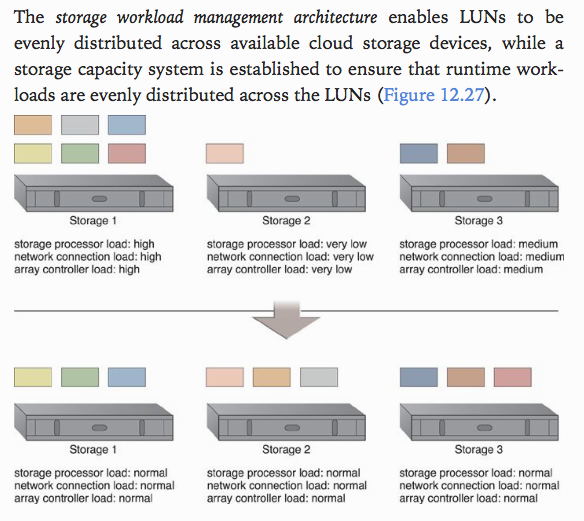 The storage workload management architecture enables LUNs to be
evenly distributed across available cloud storage devices, while a
storage capacity system is established to ensure that runtime work-
loads are evenly distributed across the LUNs (Figure 12.27).
Storage 1
storage processor load: high
network connection load: high
array controller load: high
Storage 2
storage processor load: very low
network connection load: very low
array controller load: very low
Storage 3
storage processor load: medium
network connection load: medium
array controller load: medium
Storage 1
storage processor load: normal
network connection load: normal
array controller load: normal
Storage 2
storage processor load: normal
network connection load: normal
array controller load: normal
Storage 3
storage processor load: normal
network connection load: normal
array controller load: normal